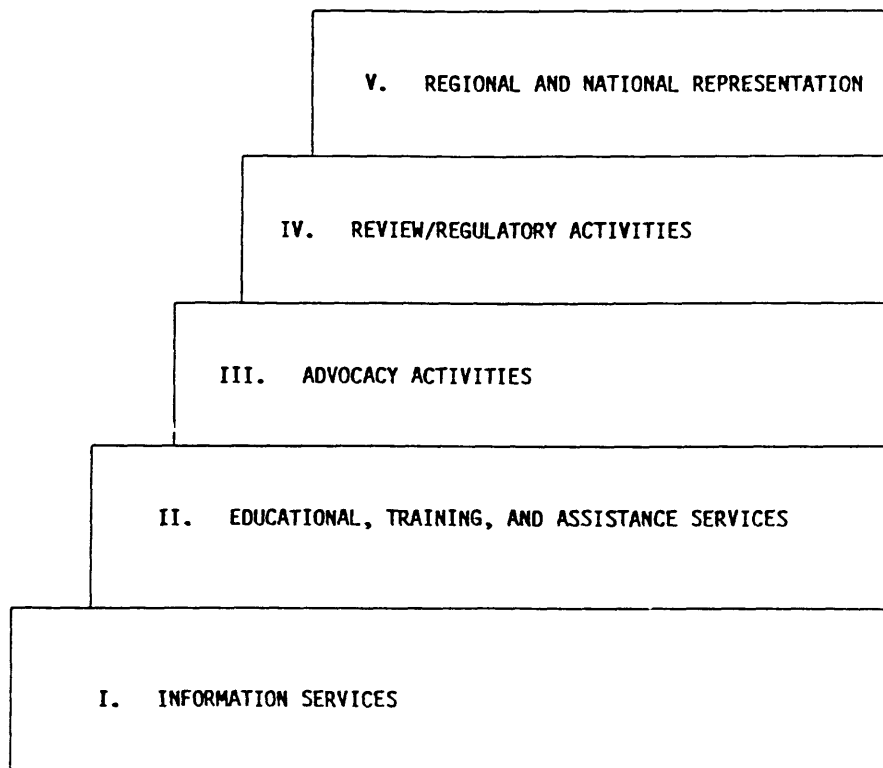 V. REGIONAL AND NATIONAL REPRESENTATION
IV. REVIEW/REGULATORY ACTIVITIES
III. ADVOCACY ACTIVITIES
II. EDUCATIONAL, TRAINING, AND ASSISTANCE SERVICES
I. INFORMATION SERVICES